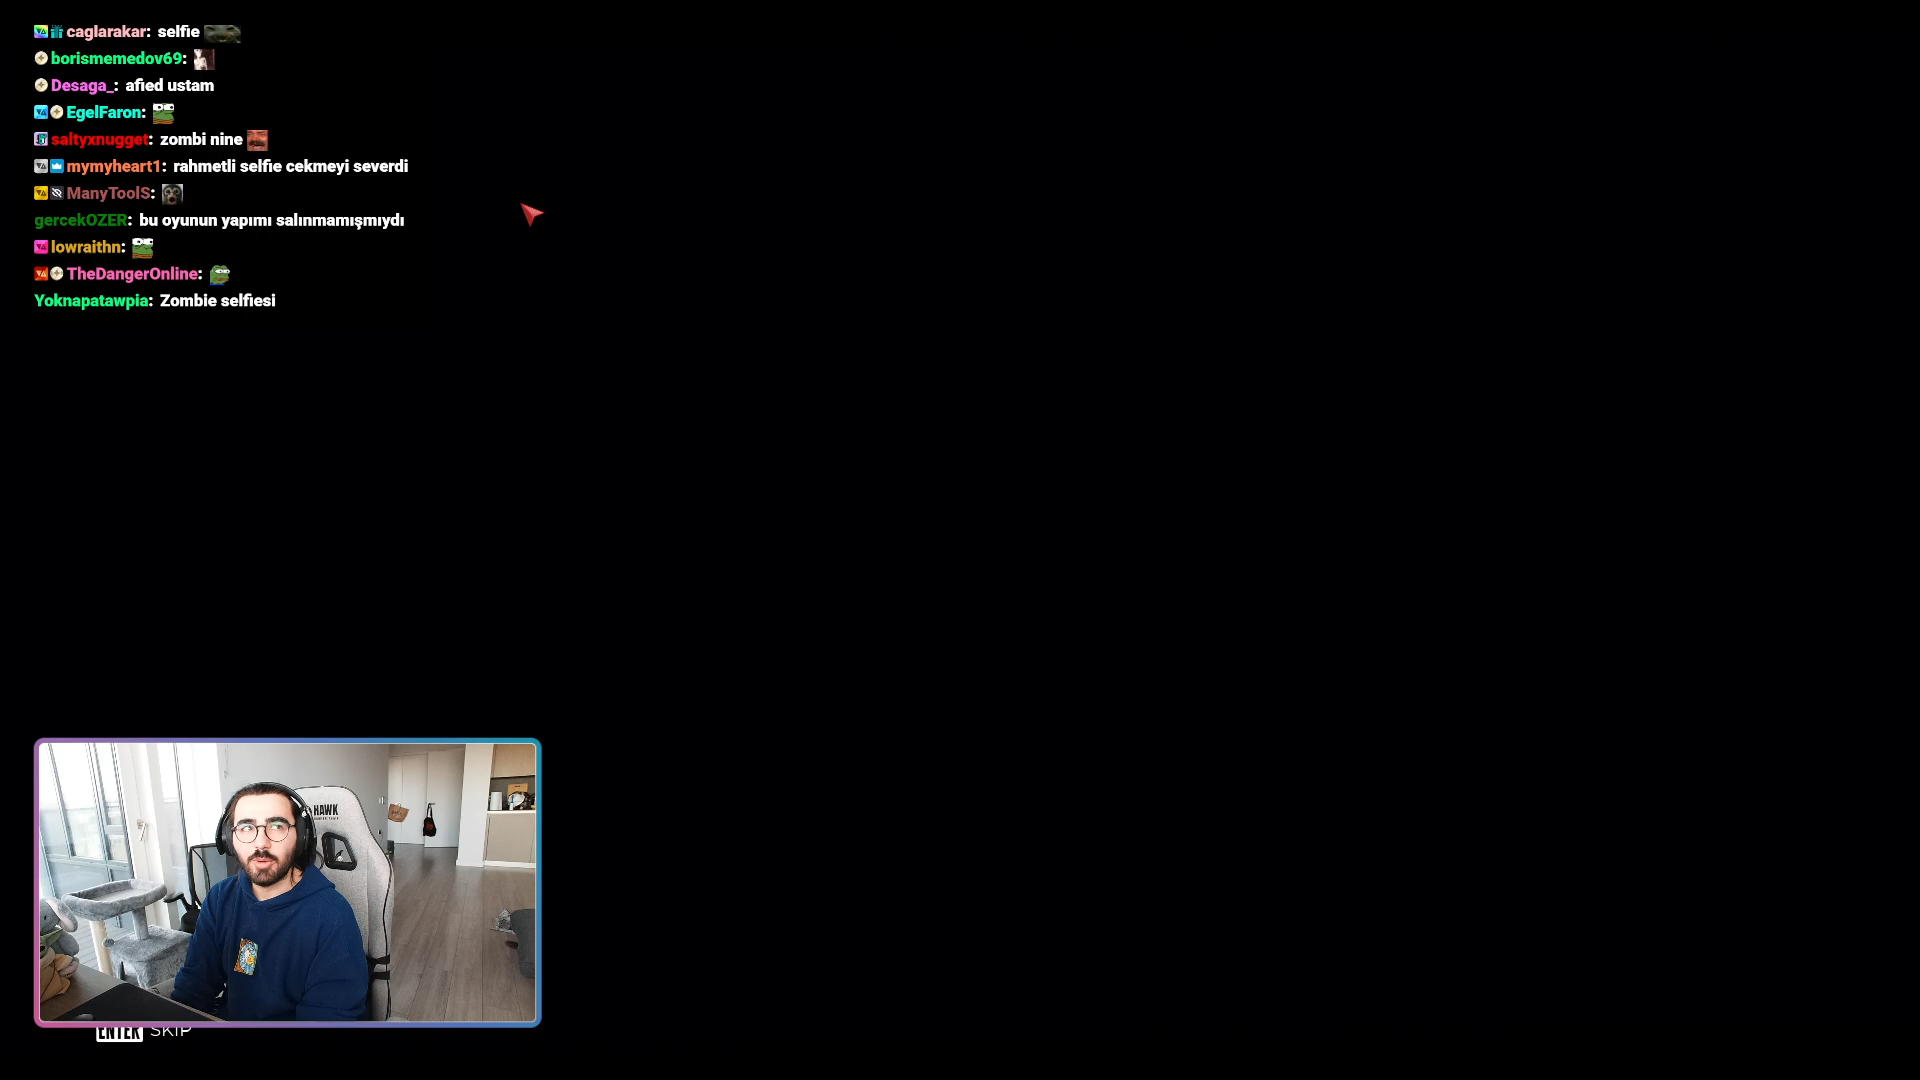 caglarakar: selfie
borismemedov69:
Desaga_: afied ustam
EgelFaron:
saltyxnugget: zombi nine
mymyheart1: rahmetli selfie cekmeyi severdi
ManyToolS:
gercekOZER: bu oyunun yapımı salınmamışmıydı
lowraithn:
TheDangerOnline:
Yoknapatawpia: Zombie selfiesi
HAWK
ENTER SKIP